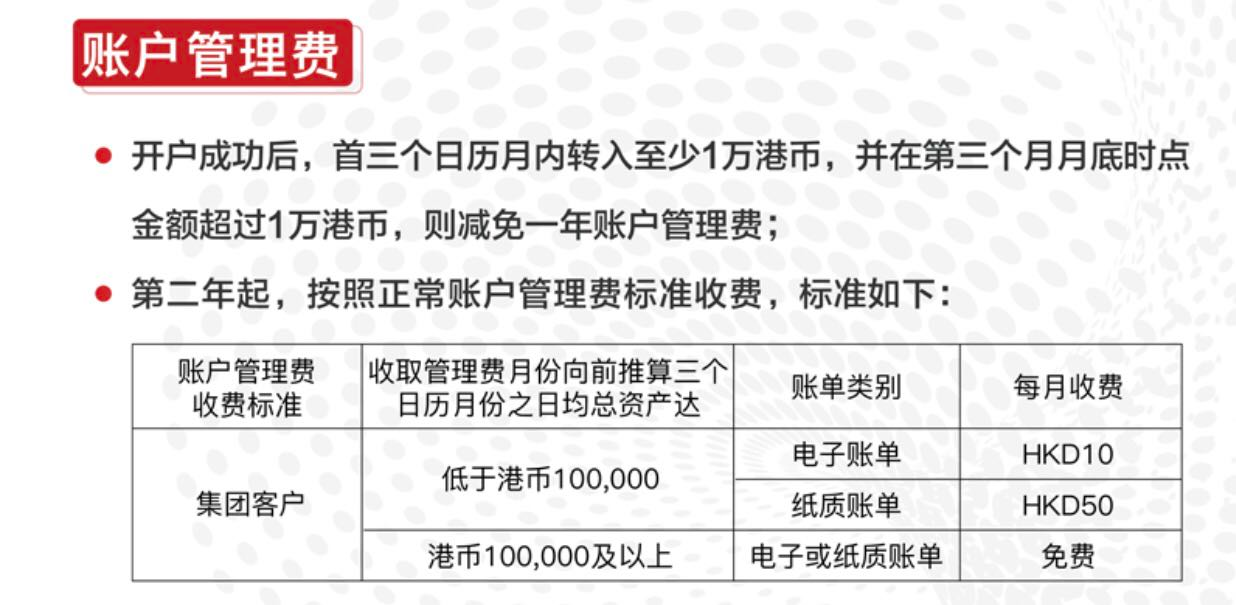 账户管理费
开户成功后，首三个日历月内转入至少1万港币，并在第三个月月底时点
金额超过1万港币，则减免一年账户管理费；
第二年起，按照正常账户管理费标准收费，标准如下：
账户管理费
收费标准
收取管理费月份向前推算三个
日历月份之日均总资产达
账单类别
每月收费
集团客户
低于港币100,000
电子账单
HKD10
纸质账单
HKD50
港币100,000及以上
电子或纸质账单
免费